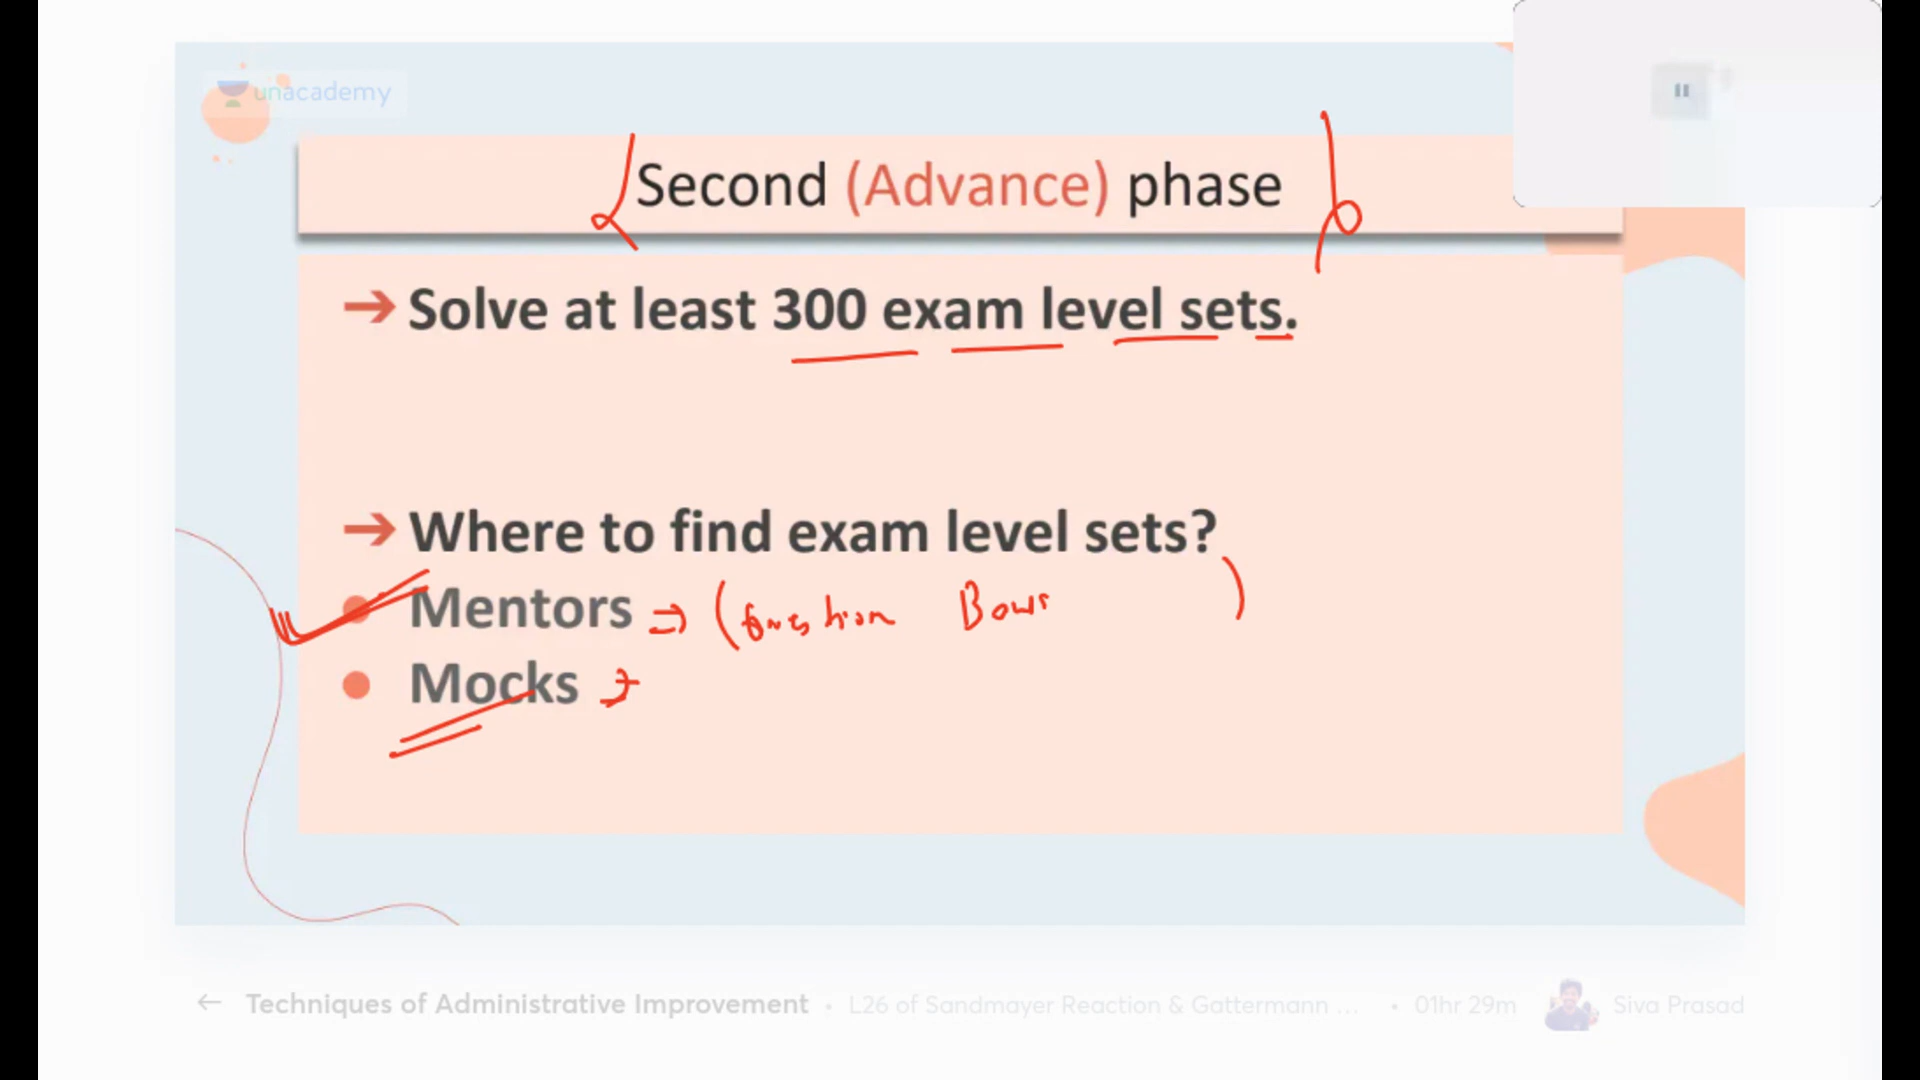 unacademy
Second (Advance) phase
➔ Solve at least 300 exam level sets.
➔ Where to find exam level sets?
● Mentors ⇒ ( )
● Mocks
← Techniques of Administrative Improvement • L26 of Sandmayer Reaction & Gattermann ... • 01hr 29m Siva Prasad